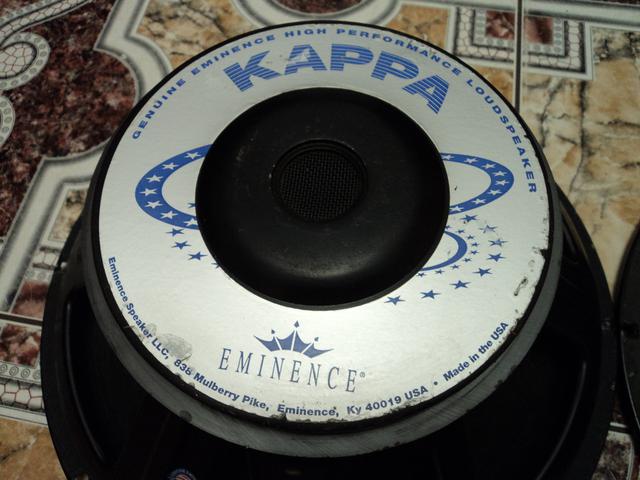 GENUINE EMINENCE HIGH PERFORMANCE LOUDSPEAKER
KAPPA
EMINENCE®
Eminence Speaker LLC, 838 Mulberry Pike, Eminence, Ky 40019 USA • Made in the USA